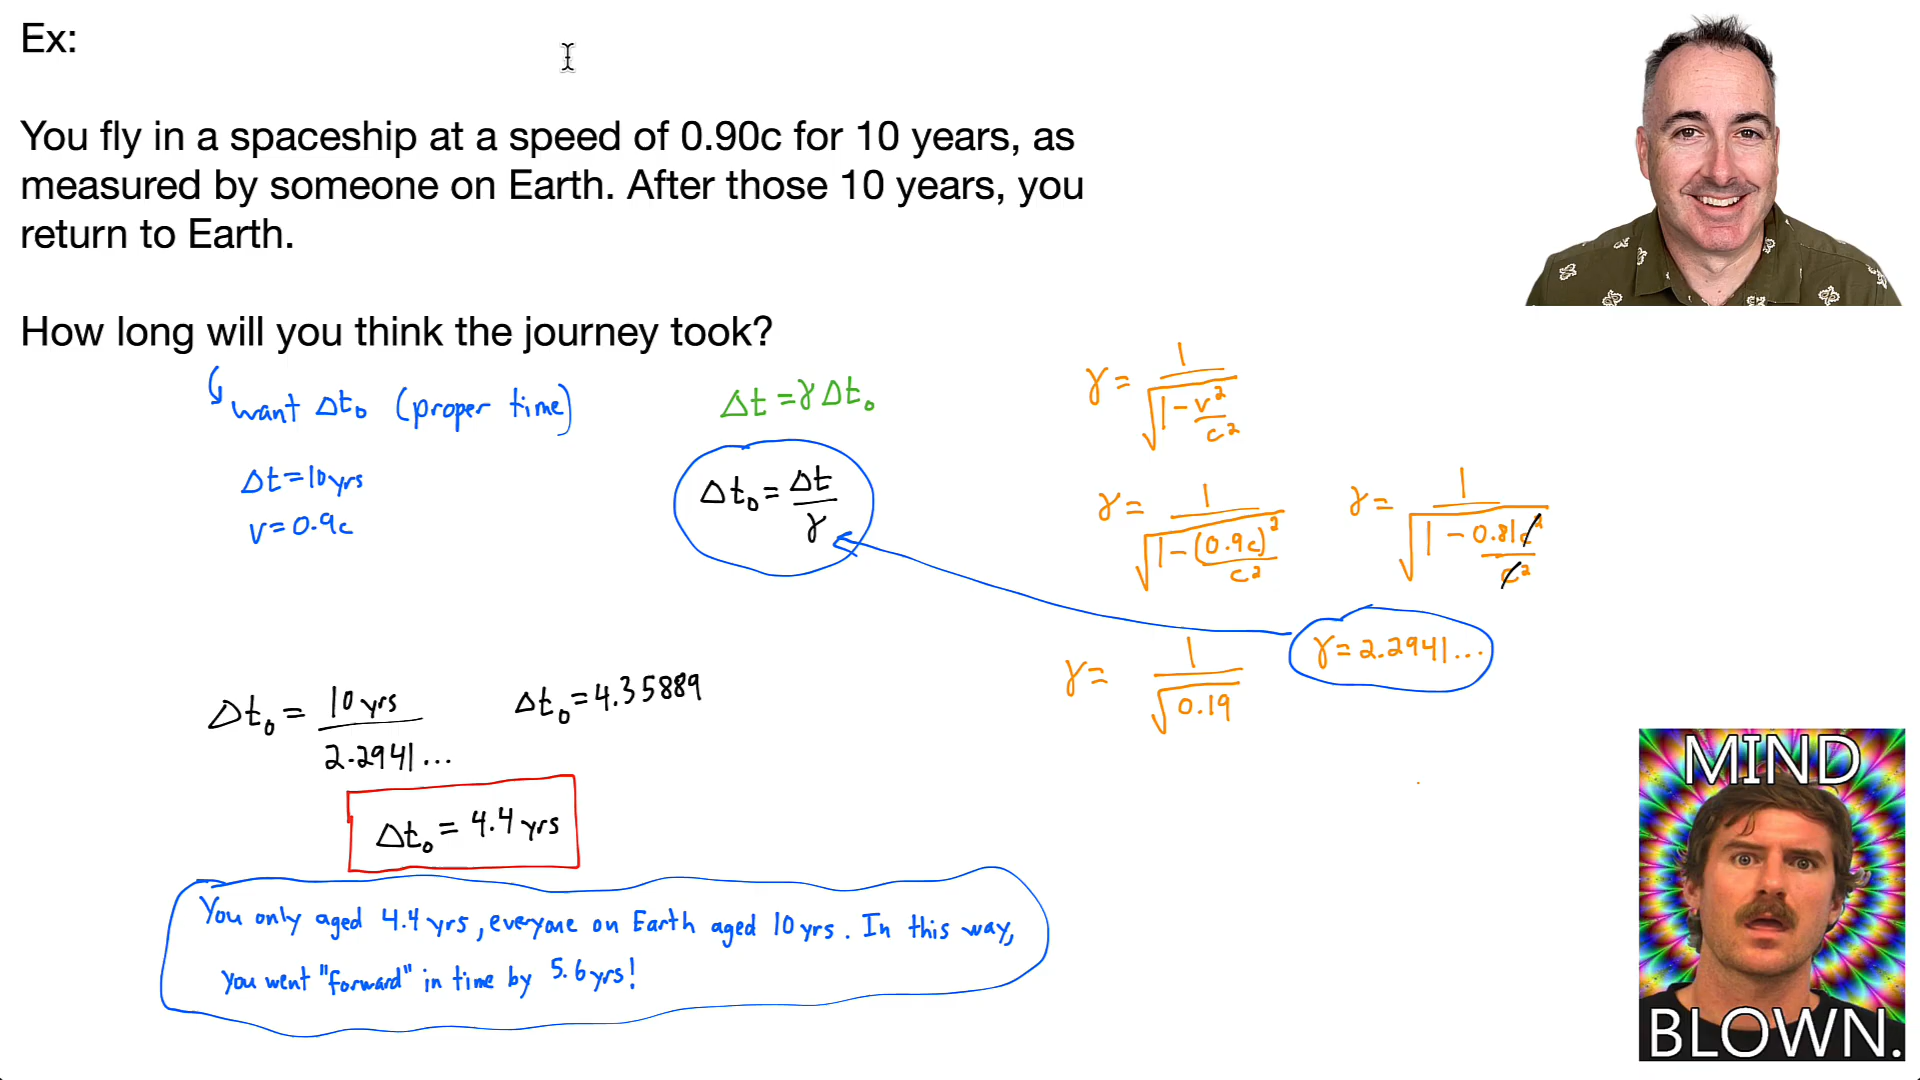 Ex:
You fly in a spaceship at a speed of 0.90c for 10 years, as
measured by someone on Earth. After those 10 years, you
return to Earth.
How long will you think the journey took?
want Δt₀ (proper time)
Δt = 10 yrs
v = 0.9c
Δt = γ Δt₀
Δt₀ = Δt/γ
γ = 1/√(1 - v²/c²)
γ = 1/√(1 - (0.9c)²/c²)
γ = 1/√(1 - 0.81c²/c²)
γ = 1/√0.19
γ = 2.2941...
Δt₀ = 10 yrs/2.2941...
Δt₀ = 4.35889
Δt₀ = 4.4 yrs
You only aged 4.4 yrs, everyone on Earth aged 10 yrs. In this way,
you went "forward" in time by 5.6 yrs!
MIND
BLOWN.